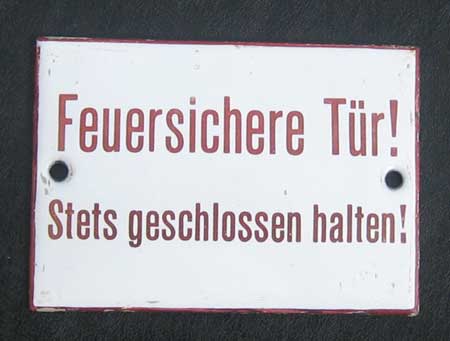 Feuersichere Tür!
Stets geschlossen halten!